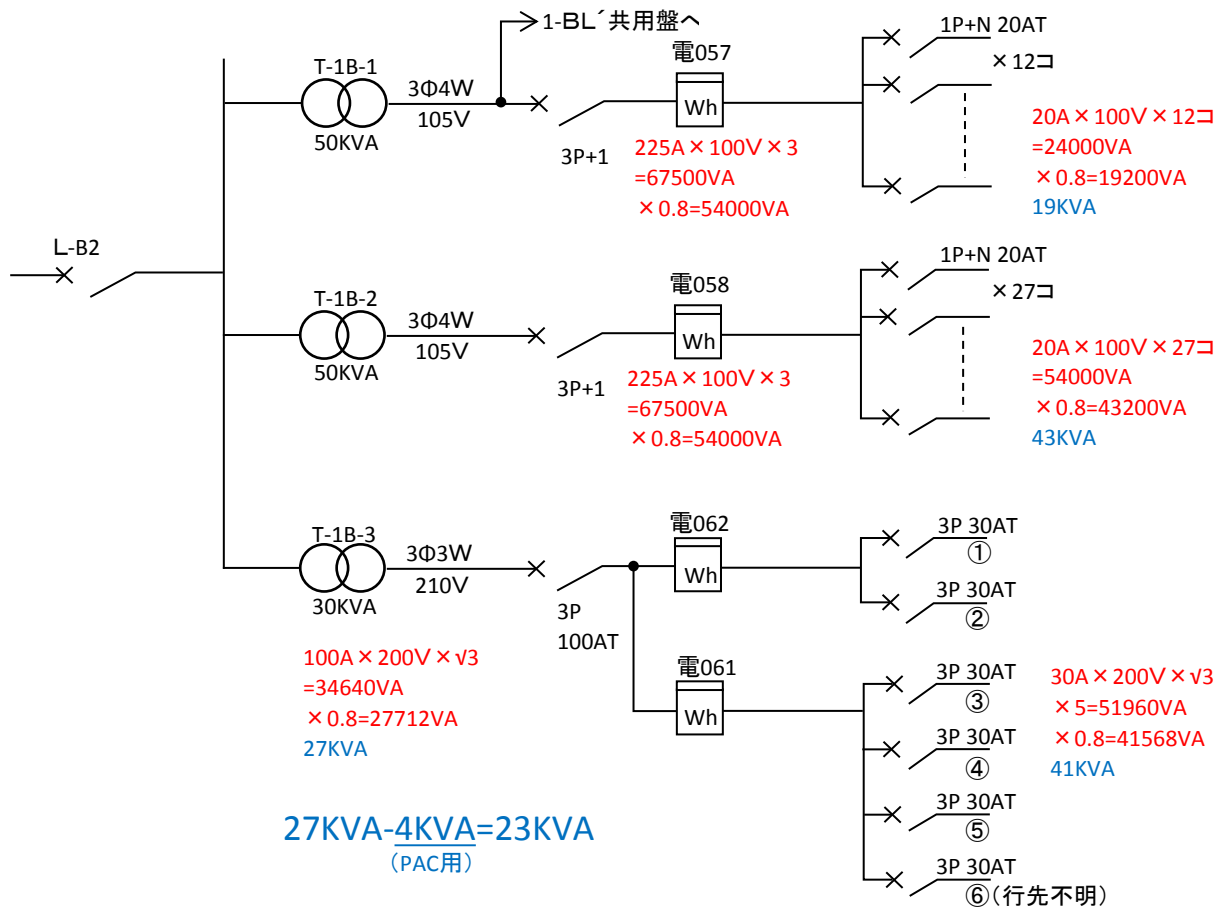 1-BL´共用盤へ
T-1B-1
3Φ4W
105V
50KVA
3P+1
電057
Wh
225A×100V×3
=67500VA
×0.8=54000VA
1P+N 20AT
×12コ
20A×100V×12コ
=24000VA
×0.8=19200VA
19KVA
L-B2
T-1B-2
3Φ4W
105V
50KVA
3P+1
電058
Wh
225A×100V×3
=67500VA
×0.8=54000VA
1P+N 20AT
×27コ
20A×100V×27コ
=54000VA
×0.8=43200VA
43KVA
T-1B-3
3Φ3W
210V
30KVA
3P
100AT
100A×200V×√3
=34640VA
×0.8=27712VA
27KVA
電062
Wh
3P 30AT
①
3P 30AT
②
電061
Wh
3P 30AT
③
3P 30AT
④
3P 30AT
⑤
3P 30AT
⑥(行先不明)
30A×200V×√3
×5=51960VA
×0.8=41568VA
41KVA
27KVA-4KVA=23KVA
(PAC用)